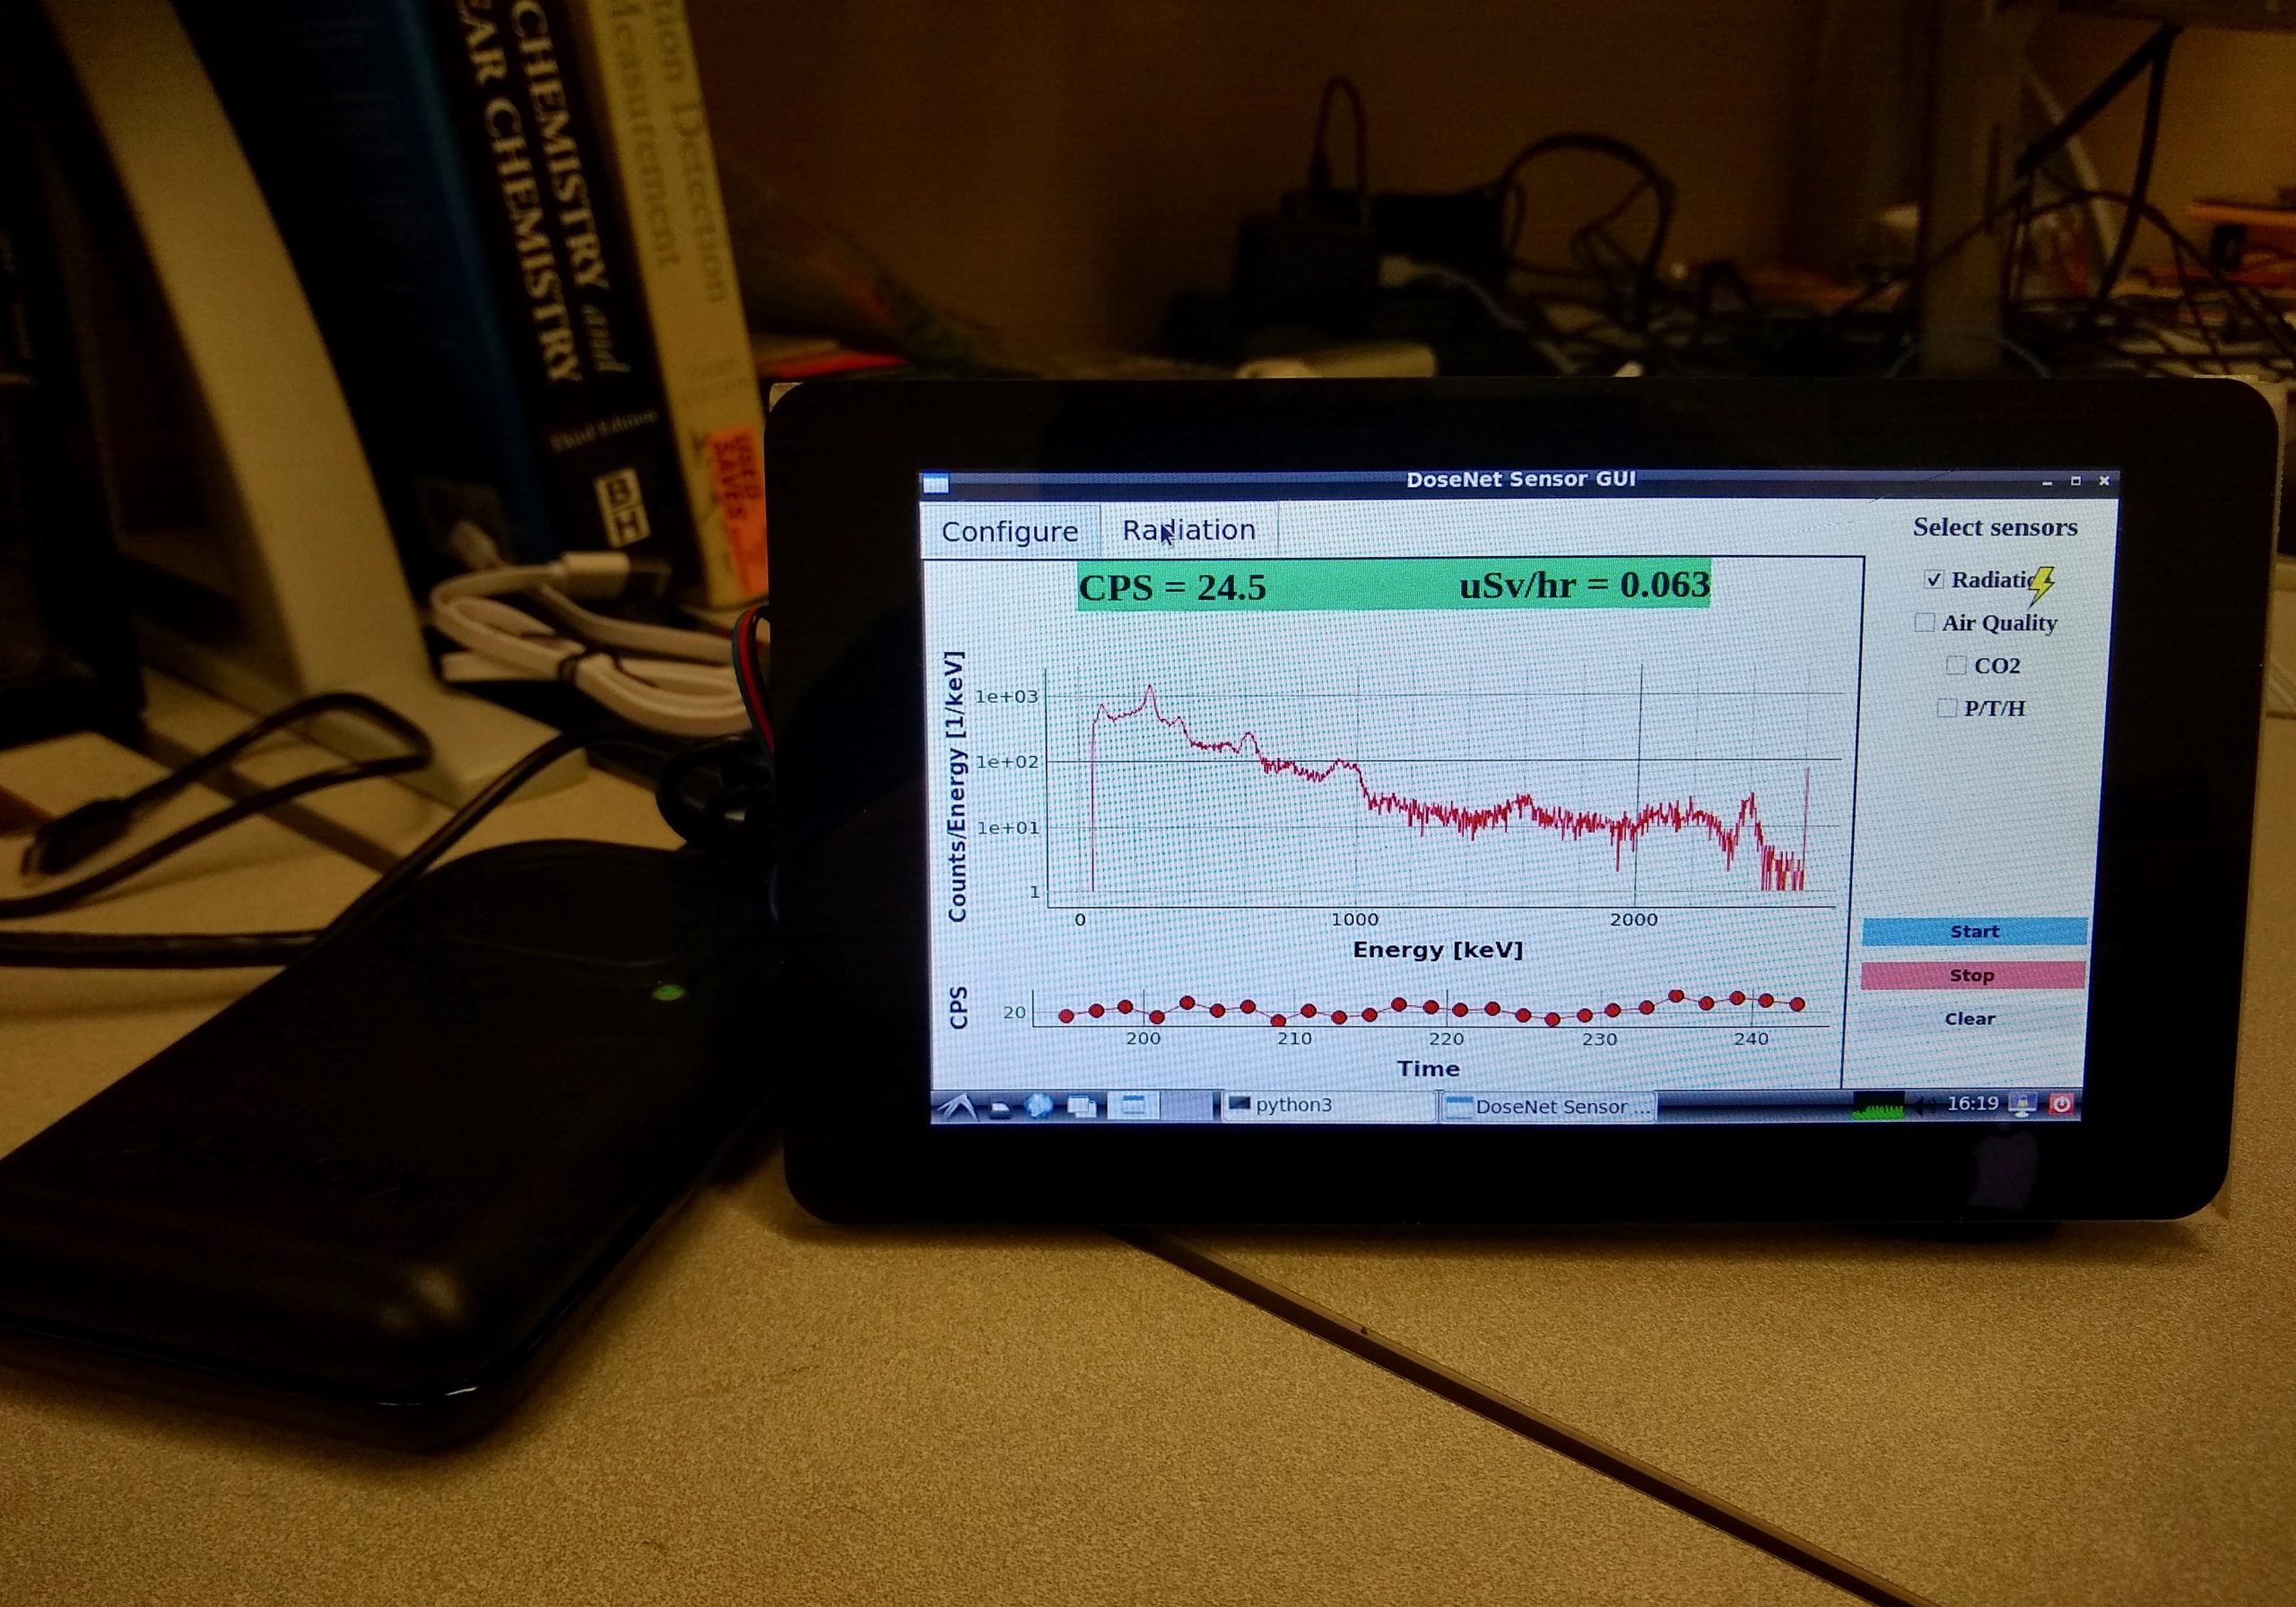 CHEMISTRY and
EAR CHEMISTRY
Third Edition
BH
tion Detection
Measurement
USED
SAVES
DoseNet Sensor GUI
Configure
Radiation
CPS = 24.5
uSv/hr = 0.063
Select sensors
Radiatio
Air Quality
CO2
P/T/H
Counts/Energy [1/keV]
1e+03
1e+02
1e+01
1
0
1000
2000
Energy [keV]
Start
Stop
Clear
CPS
20
200
210
220
230
240
Time
python3
DoseNet Sensor ...
16:19